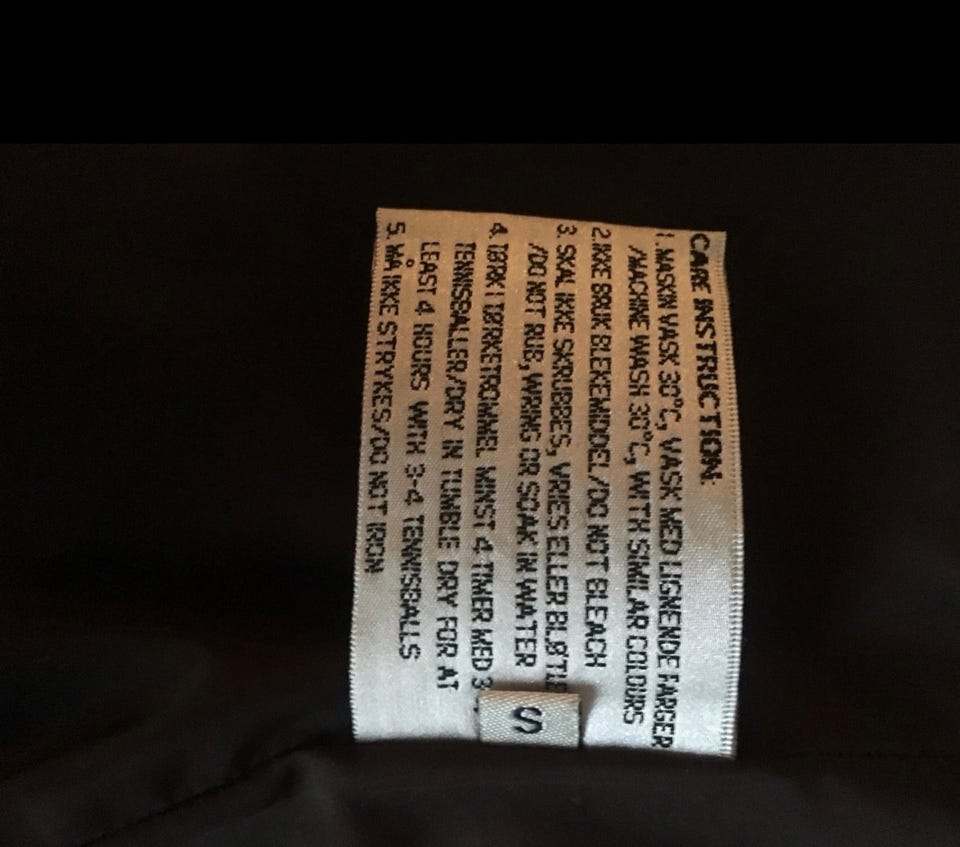 CARE INSTRUCTION:
1. MASKIN VASK 30°C, VASK MED LIGNENDE FARGER
/MACHINE WASH 30°C, WITH SIMILAR COLOURS
2. IKKE BRUK BLEKEMIDDEL/DO NOT BLEACH
3. SKAL IKKE SKRUBBES, VRIES ELLER
/DO NOT RUB, WRING OR SOAK IN WATER
4. TØRK I TØRKETROMMEL MINST 4 TIMER MED
TENNISBALLER/DRY IN TUMBLE DRY FOR AT
LEAST 4 HOURS WITH 3-4 TENNISBALLS
5. MÅ IKKE STRYKES/DO NOT IRON
S